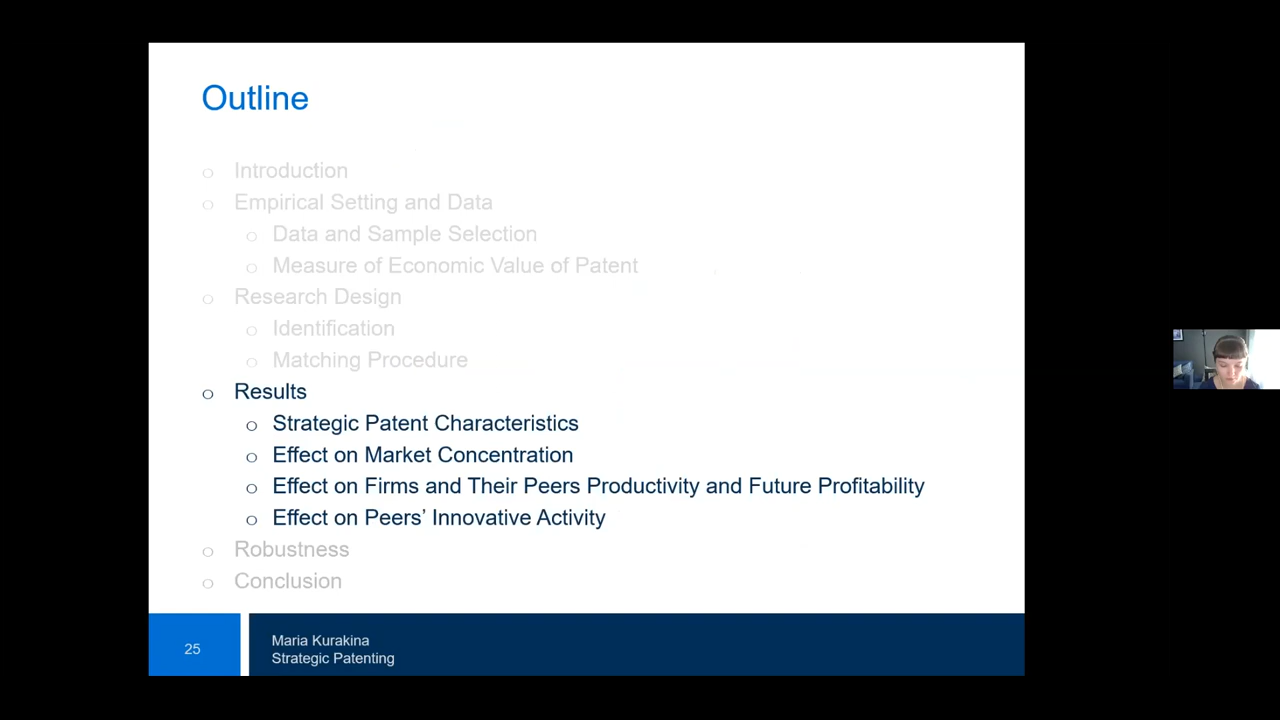 Outline
Introduction
Empirical Setting and Data
Data and Sample Selection
Measure of Economic Value of Patent
Research Design
Identification
Matching Procedure
Results
Strategic Patent Characteristics
Effect on Market Concentration
Effect on Firms and Their Peers Productivity and Future Profitability
Effect on Peers’ Innovative Activity
Robustness
Conclusion
25
Maria Kurakina
Strategic Patenting